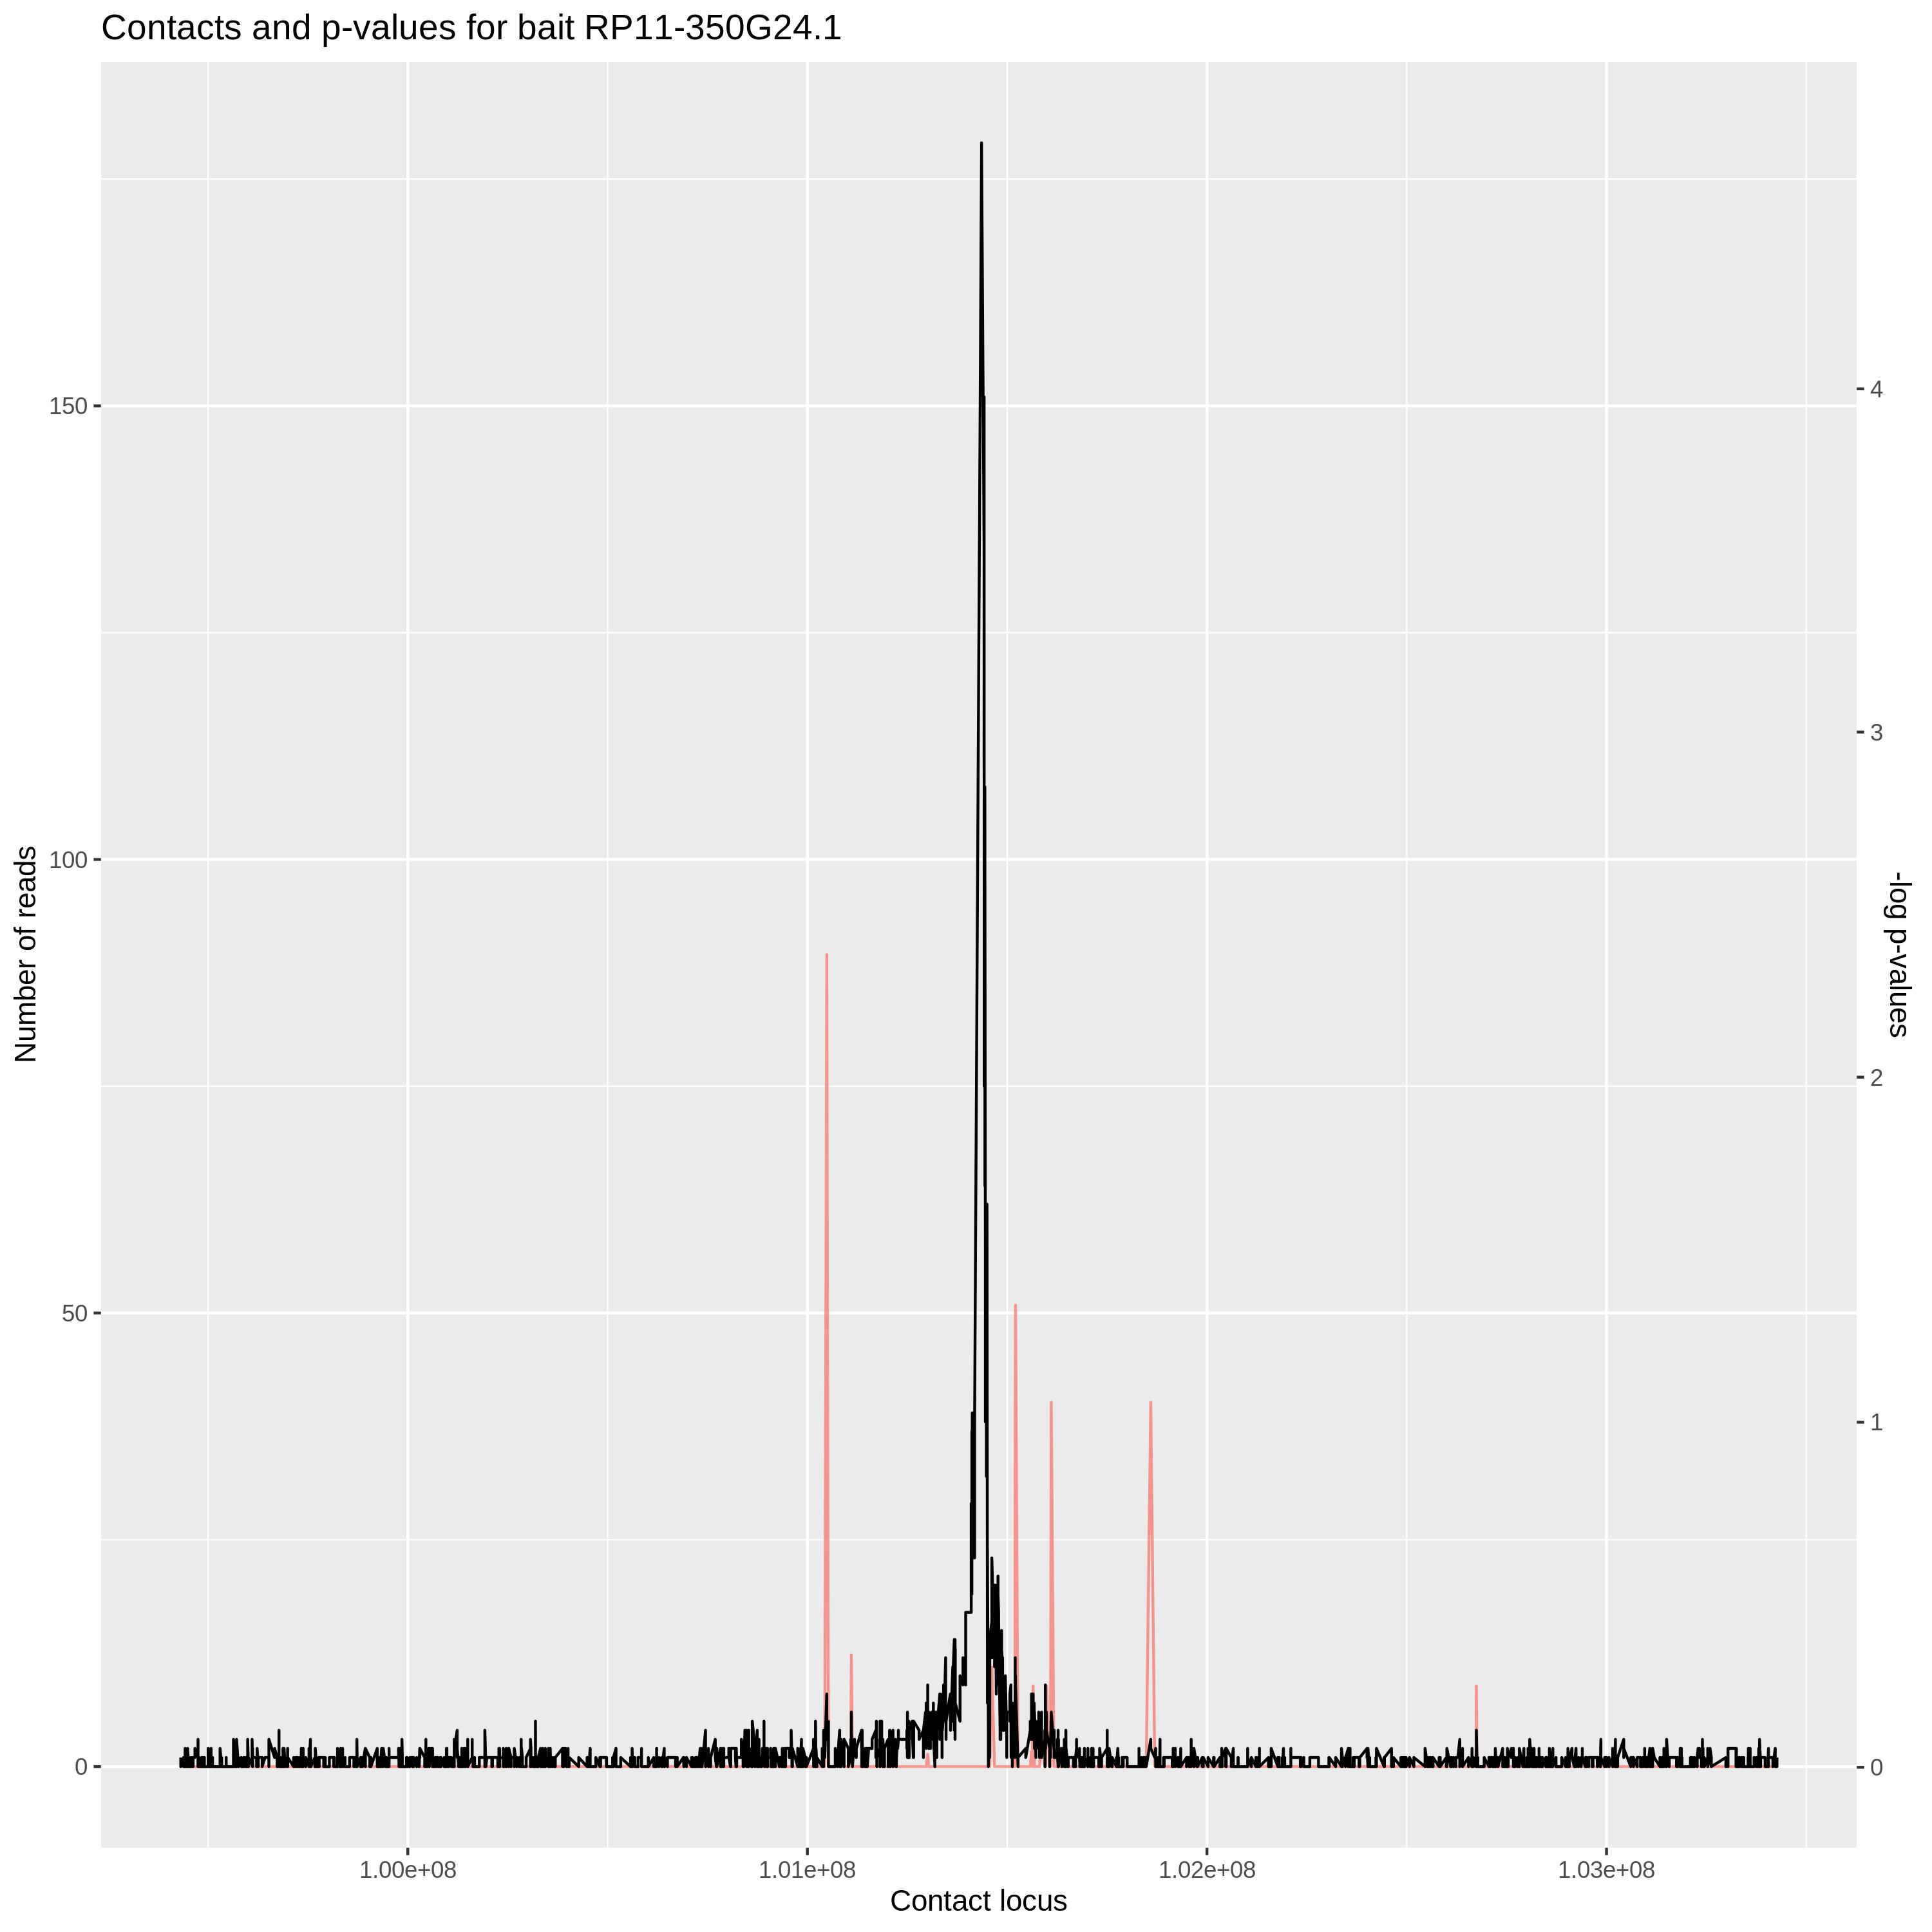 Contacts and p-values for bait RP11-350G24.1
Number of reads
150
100
50
0
4
3
2
1
0
-log p-values
1.00e+08
1.01e+08
1.02e+08
1.03e+08
Contact locus